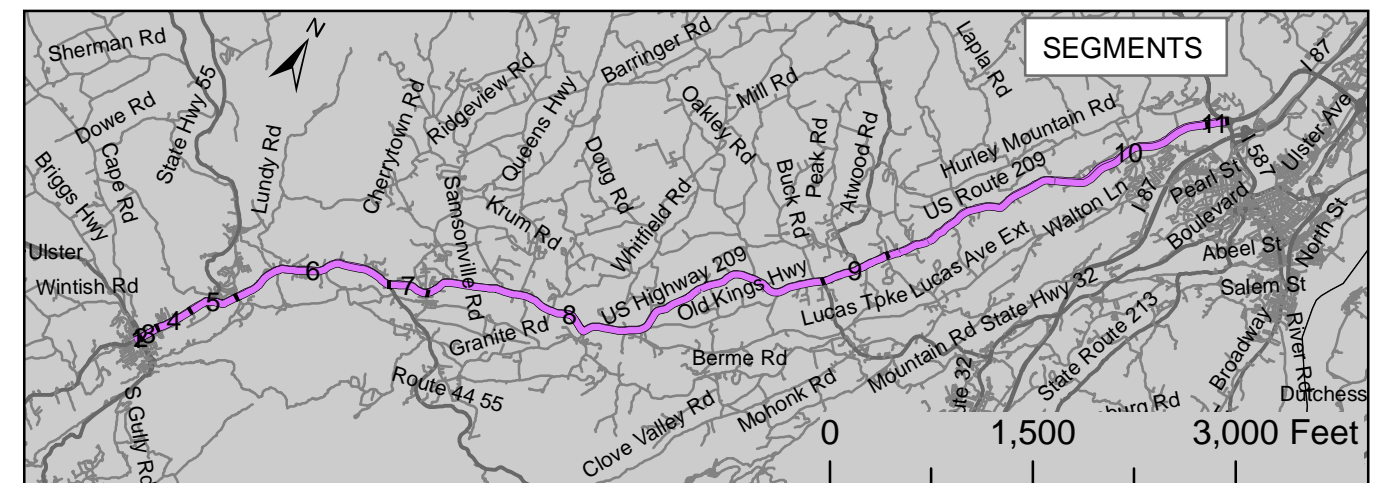 SEGMENTS
N
Sherman Rd
Dowe Rd
Cape Rd
Briggs Hwy
State Hwy 55
Lundy Rd
Cherrytown Rd
Ridgeview Rd
Queens Hwy
Barringer Rd
Samsonville Rd
Krum Rd
Doug Rd
Whitfield Rd
Oakley Rd
Mill Rd
Buck Rd
Peak Rd
Atwood Rd
Lapla Rd
Hurley Mountain Rd
US Route 209
Walton Ln
I 87
I 87
I 587
Ulster Ave
Pearl St
Boulevard
Abeel St
North St
Salem St
River Rd
Broadway
Dutchess
Ulster
Wintish Rd
S Gully Rd
Route 44 55
Granite Rd
US Highway 209
Old Kings Hwy
Berme Rd
Clove Valley Rd
Mohonk Rd
Mountain Rd
Lucas Tpke
Lucas Ave Ext
State Hwy 32
State Route 213
ute 32
burg Rd
2
3
4
5
6
7
8
9
10
11
0 1,500 3,000 Feet